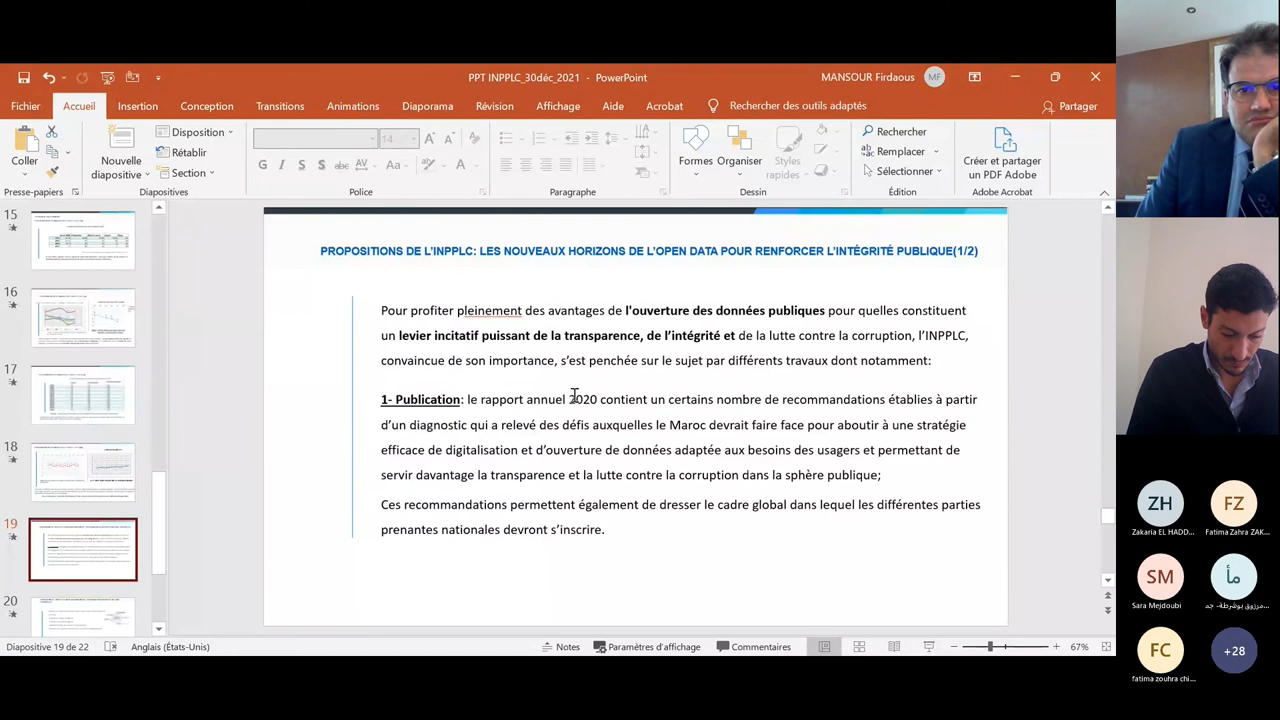 PPT INPPLC_30déc_2021 - PowerPoint
MANSOUR Firdaous
MF
Fichier Accueil Insertion Conception Transitions Animations Diaporama Révision Affichage Aide Acrobat Rechercher des outils adaptés Partager
Coller
Nouvelle diapositive
Disposition
Rétablir
Section
14
Formes
Organiser
Styles rapides
Rechercher
Remplacer
Sélectionner
Créer et partager un PDF Adobe
Presse-papiers Diapositives Police Paragraphe Dessin Édition Adobe Acrobat
15
16
17
18
19
20
PROPOSITIONS DE L'INPPLC: LES NOUVEAUX HORIZONS DE L'OPEN DATA POUR RENFORCER L'INTÉGRITÉ PUBLIQUE(1/2)
Pour profiter pleinement des avantages de l'ouverture des données publiques pour quelles constituent
un levier incitatif puissant de la transparence, de l'intégrité et de la lutte contre la corruption, l'INPPLC,
convaincue de son importance, s'est penchée sur le sujet par différents travaux dont notamment:
1- Publication: le rapport annuel 2020 contient un certains nombre de recommandations établies à partir
d'un diagnostic qui a relevé des défis auxquelles le Maroc devrait faire face pour aboutir à une stratégie
efficace de digitalisation et d'ouverture de données adaptée aux besoins des usagers et permettant de
servir davantage la transparence et la lutte contre la corruption dans la sphère publique;
Ces recommandations permettent également de dresser le cadre global dans lequel les différentes parties
prenantes nationales devront s'inscrire.
Diapositive 19 de 22 Anglais (États-Unis) Notes Paramètres d'affichage Commentaires 67%
ZH
Zakaria EL HADD...
FZ
Fatima Zahra ZAK...
SM
Sara Mejdoubi
مأ
مرزوق بوشرطة- جم...
FC
fatima zouhra chi...
+28